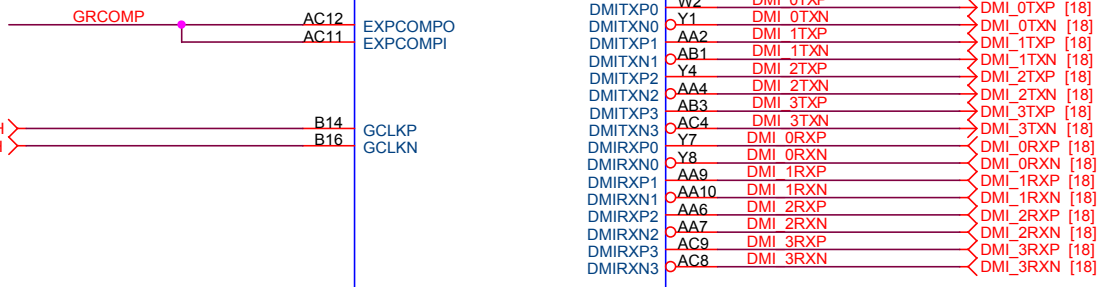 GRCOMP AC12 EXPCOMPO
AC11 EXPCOMPI
B14 GCLKP
B16 GCLKN
DMITXP0 W2 DMI_0TXP DMI_0TXP [18]
DMITXN0 Y1 DMI_0TXN DMI_0TXN [18]
DMITXP1 AA2 DMI_1TXP DMI_1TXP [18]
DMITXN1 AB1 DMI_1TXN DMI_1TXN [18]
DMITXP2 Y4 DMI_2TXP DMI_2TXP [18]
DMITXN2 AA4 DMI_2TXN DMI_2TXN [18]
DMITXP3 AB3 DMI_3TXP DMI_3TXP [18]
DMITXN3 AC4 DMI_3TXN DMI_3TXN [18]
DMIRXP0 Y7 DMI_0RXP DMI_0RXP [18]
DMIRXN0 Y8 DMI_0RXN DMI_0RXN [18]
DMIRXP1 AA9 DMI_1RXP DMI_1RXP [18]
DMIRXN1 AA10 DMI_1RXN DMI_1RXN [18]
DMIRXP2 AA6 DMI_2RXP DMI_2RXP [18]
DMIRXN2 AA7 DMI_2RXN DMI_2RXN [18]
DMIRXP3 AC9 DMI_3RXP DMI_3RXP [18]
DMIRXN3 AC8 DMI_3RXN DMI_3RXN [18]